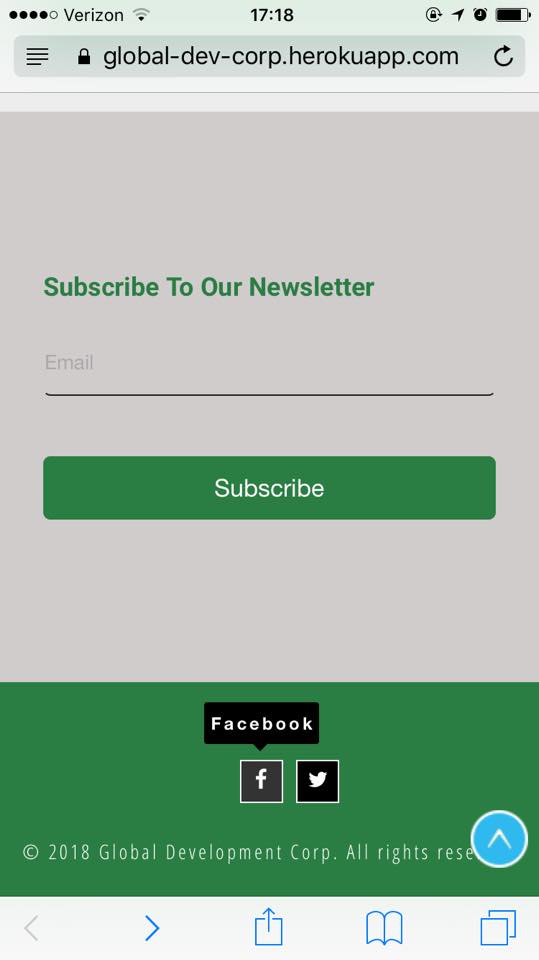 Verizon 17:18
global-dev-corp.herokuapp.com
Subscribe To Our Newsletter
Email
Subscribe
Facebook
© 2018 Global Development Corp. All rights rese